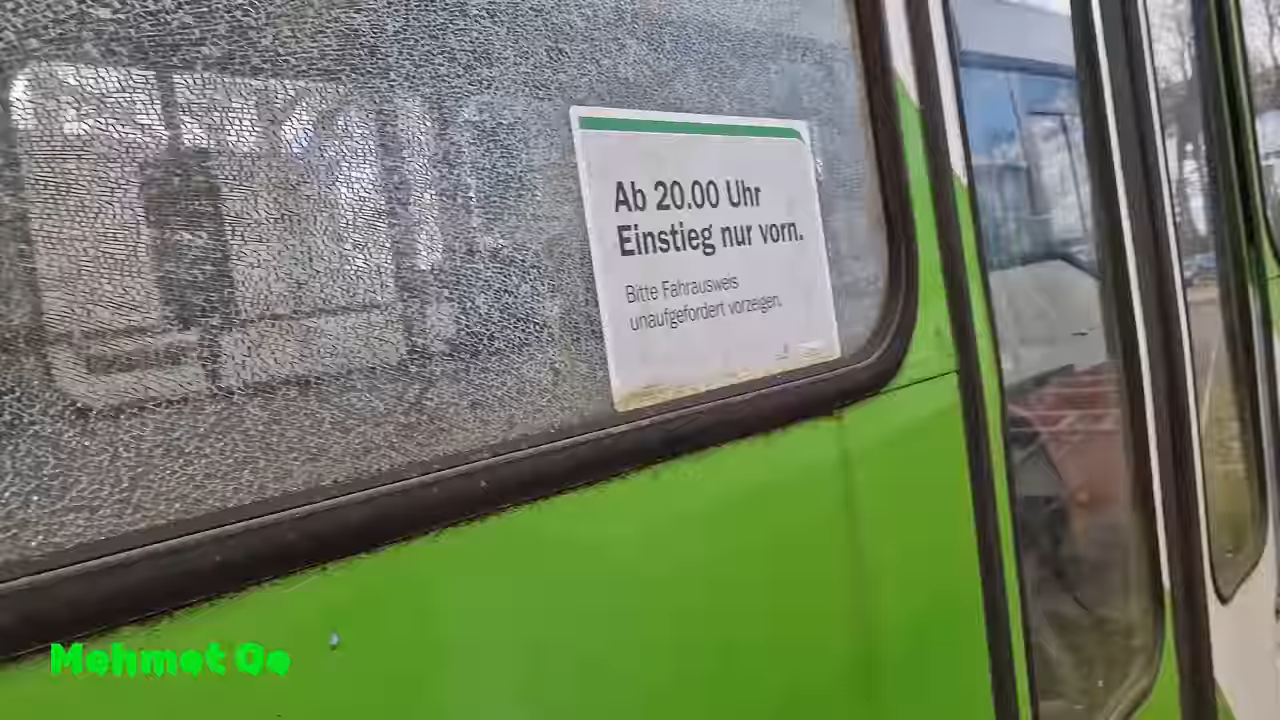 Ab 20.00 Uhr
Einstieg nur vorn.
Bitte Fahrausweis
unaufgefordert vorzeigen.
Mehmet Oe